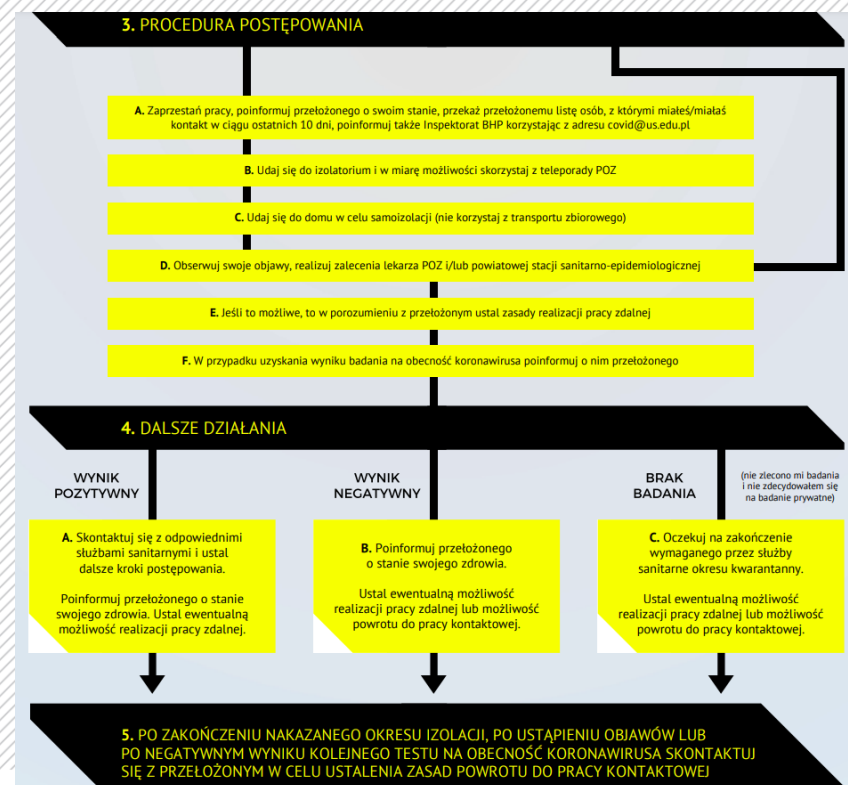 3. PROCEDURA POSTĘPOWANIA
A. Zaprzestań pracy, poinformuj przełożonego o swoim stanie, przekaż przełożonemu listę osób, z którymi miałeś/miałaś
kontakt w ciągu ostatnich 10 dni, poinformuj także Inspektorat BHP korzystając z adresu covid@us.edu.pl
B. Udaj się do izolatorium i w miarę możliwości skorzystaj z teleporady POZ
C. Udaj się do domu w celu samoizolacji (nie korzystaj z transportu zbiorowego)
D. Obserwuj swoje objawy, realizuj zalecenia lekarza POZ i/lub powiatowej stacji sanitarno-epidemiologicznej
E. Jeśli to możliwe, to w porozumieniu z przełożonym ustal zasady realizacji pracy zdalnej
F. W przypadku uzyskania wyniku badania na obecność koronawirusa poinformuj o nim przełożonego
4. DALSZE DZIAŁANIA
WYNIK
POZYTYWNY
A. Skontaktuj się z odpowiednimi
służbami sanitarnymi i ustal
dalsze kroki postępowania.
Poinformuj przełożonego o stanie
swojego zdrowia. Ustal ewentualną
możliwość realizacji pracy zdalnej.
WYNIK
NEGATYWNY
B. Poinformuj przełożonego
o stanie swojego zdrowia.
Ustal ewentualną możliwość
realizacji pracy zdalnej lub możliwość
powrotu do pracy kontaktowej.
BRAK
BADANIA
(nie zlecono mi badania
i nie zdecydowałem się
na badanie prywatne)
C. Oczekuj na zakończenie
wymaganego przez służby
sanitarne okresu kwarantanny.
Ustal ewentualną możliwość
realizacji pracy zdalnej lub możliwość
powrotu do pracy kontaktowej.
5. PO ZAKOŃCZENIU NAKAZANEGO OKRESU IZOLACJI, PO USTĄPIENIU OBJAWÓW LUB
PO NEGATYWNYM WYNIKU KOLEJNEGO TESTU NA OBECNOŚĆ KORONAWIRUSA SKONTAKTUJ
SIĘ Z PRZEŁOŻONYM W CELU USTALENIA ZASAD POWROTU DO PRACY KONTAKTOWEJ